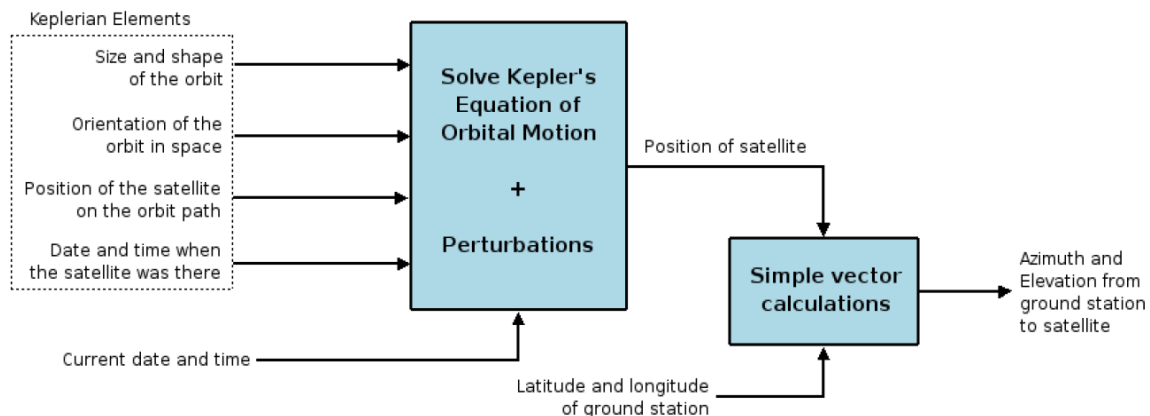 Keplerian Elements
Size and shape
of the orbit
Orientation of the
orbit in space
Position of the satellite
on the orbit path
Date and time when
the satellite was there
Solve Kepler's
Equation of
Orbital Motion
+
Perturbations
Current date and time
Position of satellite
Simple vector
calculations
Latitude and longitude
of ground station
Azimuth and
Elevation from
ground station
to satellite